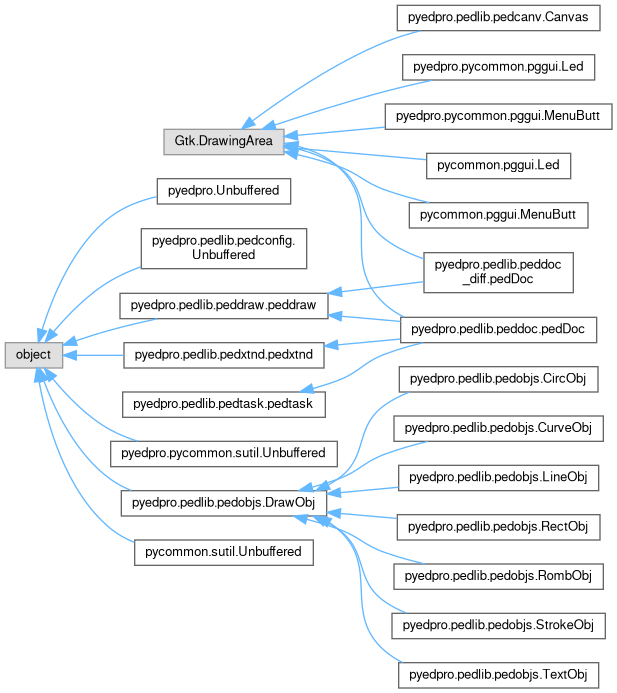 pyedpro.pedlib.pedcanv.Canvas
pyedpro.pycommon.pggui.Led
pyedpro.pycommon.pggui.MenuButt
Gtk.DrawingArea
pycommon.pggui.Led
pyedpro.Unbuffered
pycommon.pggui.MenuButt
pyedpro.pedlib.pedconfig.
Unbuffered
pyedpro.pedlib.peddoc
_diff.pedDoc
pyedpro.pedlib.peddraw.peddraw
pyedpro.pedlib.peddoc.pedDoc
object
pyedpro.pedlib.pedxtnd.pedxtnd
pyedpro.pedlib.pedobjs.CircObj
pyedpro.pedlib.pedtask.pedtask
pyedpro.pedlib.pedobjs.CurveObj
pyedpro.pycommon.sutil.Unbuffered
pyedpro.pedlib.pedobjs.LineObj
pyedpro.pedlib.pedobjs.DrawObj
pyedpro.pedlib.pedobjs.RectObj
pycommon.sutil.Unbuffered
pyedpro.pedlib.pedobjs.RombObj
pyedpro.pedlib.pedobjs.StrokeObj
pyedpro.pedlib.pedobjs.TextObj